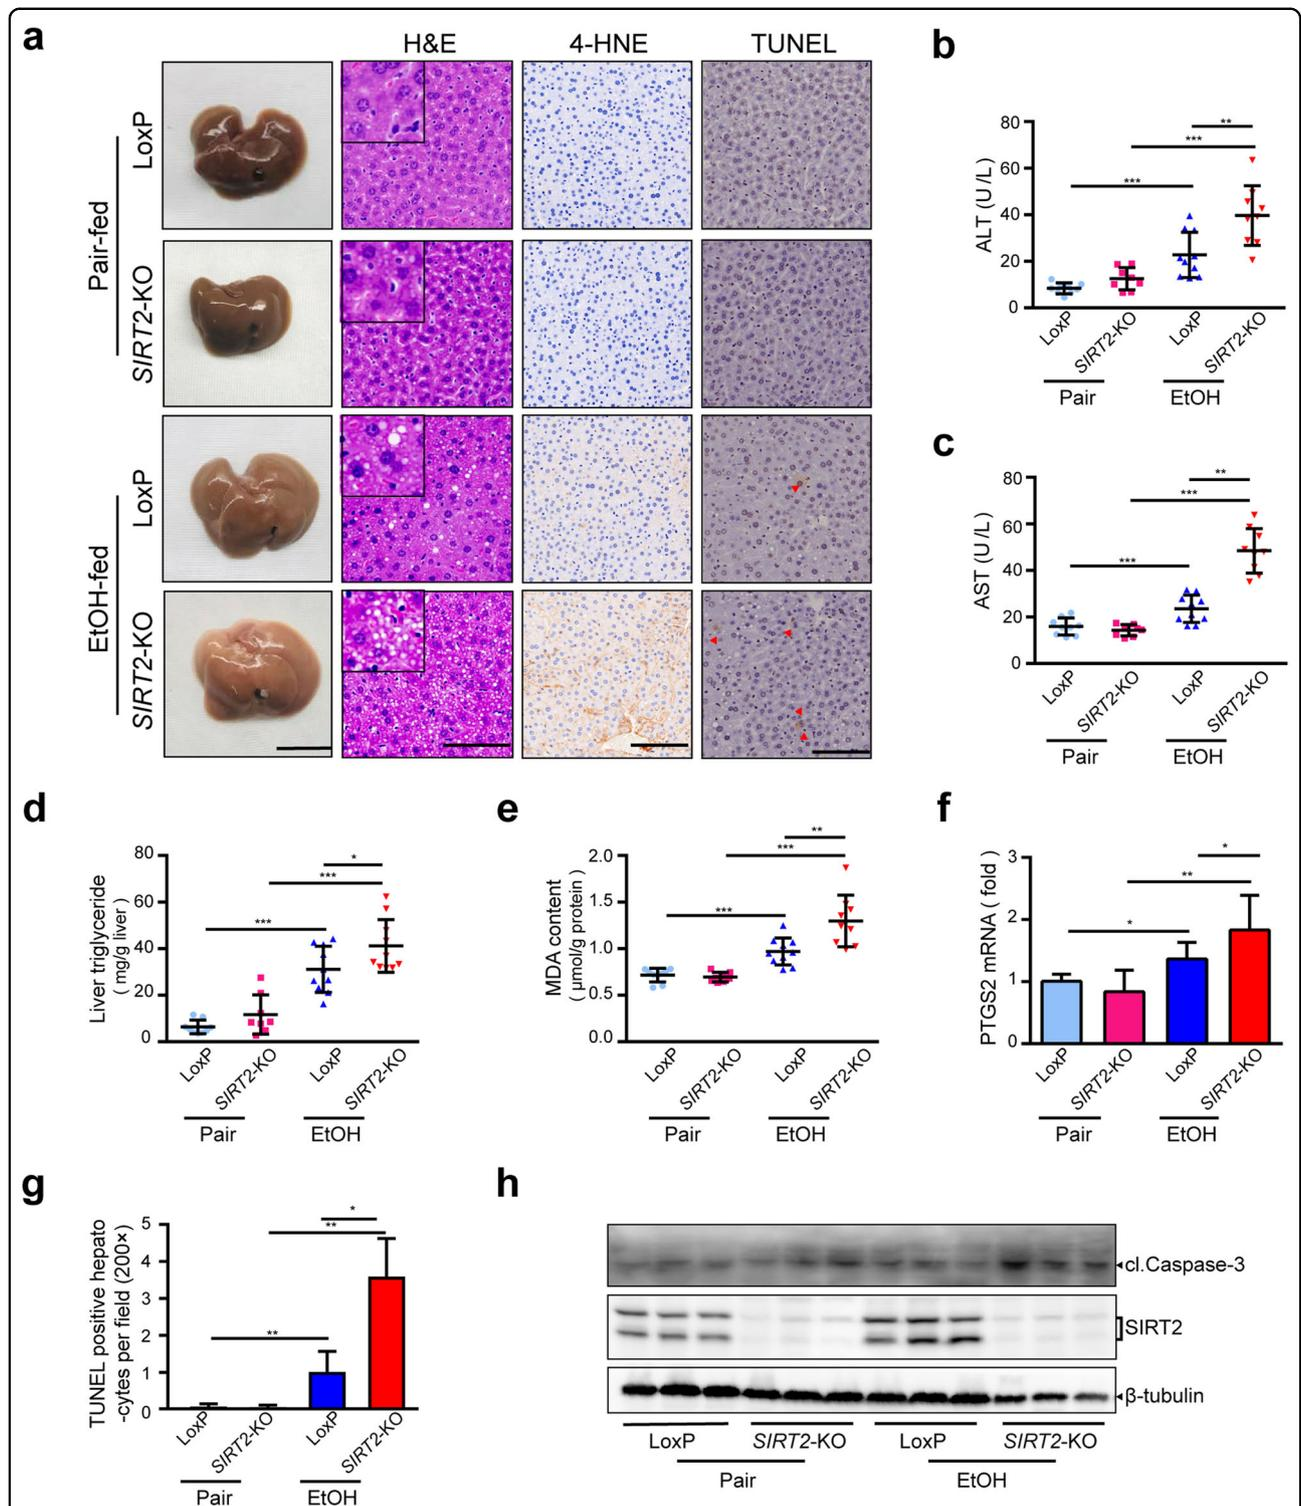 a
H&E
4-HNE
TUNEL
Pair-fed
LoxP
SIRT2-KO
EtOH-fed
LoxP
SIRT2-KO
b
ALT (U/L)
80
60
40
20
0
***
***
**
LoxP
SIRT2-KO
LoxP
SIRT2-KO
Pair
EtOH
c
AST (U/L)
80
60
40
20
0
***
***
**
LoxP
SIRT2-KO
LoxP
SIRT2-KO
Pair
EtOH
d
Liver triglyceride
( mg/g liver )
80
60
40
20
0
***
***
*
LoxP
SIRT2-KO
LoxP
SIRT2-KO
Pair
EtOH
e
MDA content
( μmol/g protein )
2.0
1.5
1.0
0.5
0.0
***
***
**
LoxP
SIRT2-KO
LoxP
SIRT2-KO
Pair
EtOH
f
PTGS2 mRNA ( fold )
3
2
1
0
*
**
*
LoxP
SIRT2-KO
LoxP
SIRT2-KO
Pair
EtOH
g
TUNEL positive hepato
-cytes per field (200×)
5
4
3
2
1
0
**
**
*
LoxP
SIRT2-KO
LoxP
SIRT2-KO
Pair
EtOH
h
cl.Caspase-3
SIRT2
β-tubulin
LoxP
SIRT2-KO
LoxP
SIRT2-KO
Pair
EtOH